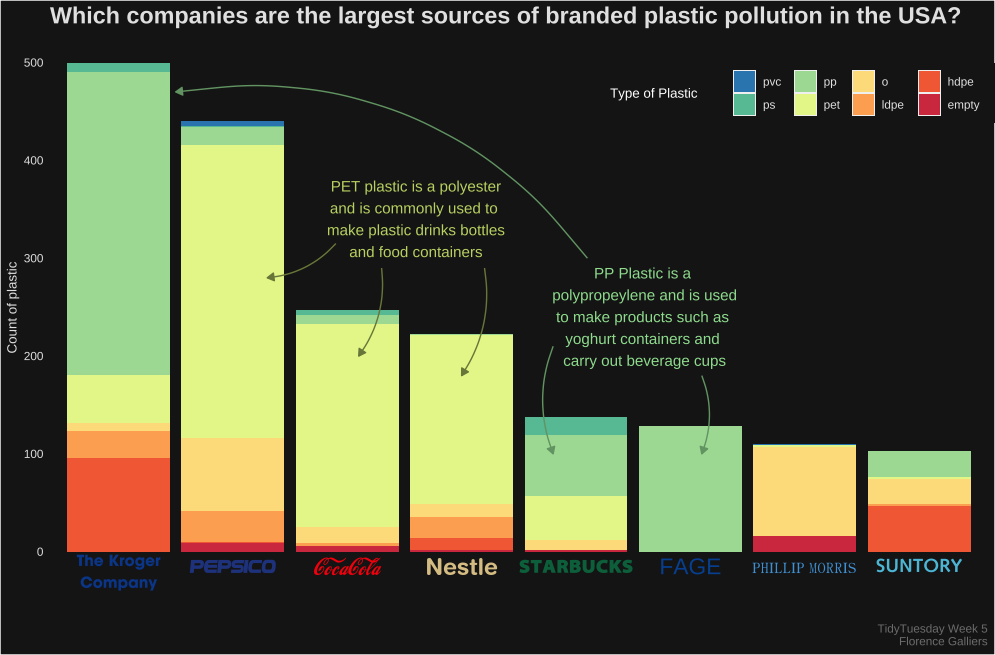 Which companies are the largest sources of branded plastic pollution in the USA?
Type of Plastic
pvc
pp
o
hdpe
ps
pet
ldpe
empty
Count of plastic
500
400
300
200
100
0
PET plastic is a polyester
and is commonly used to
make plastic drinks bottles
and food containers
PP Plastic is a
polypropeylene and is used
to make products such as
yoghurt containers and
carry out beverage cups
The Kroger
Company
PEPSICO
CocaCola
Nestle
STARBUCKS
FAGE
PHILLIP MORRIS
SUNTORY
TidyTuesday Week 5
Florence Galliers